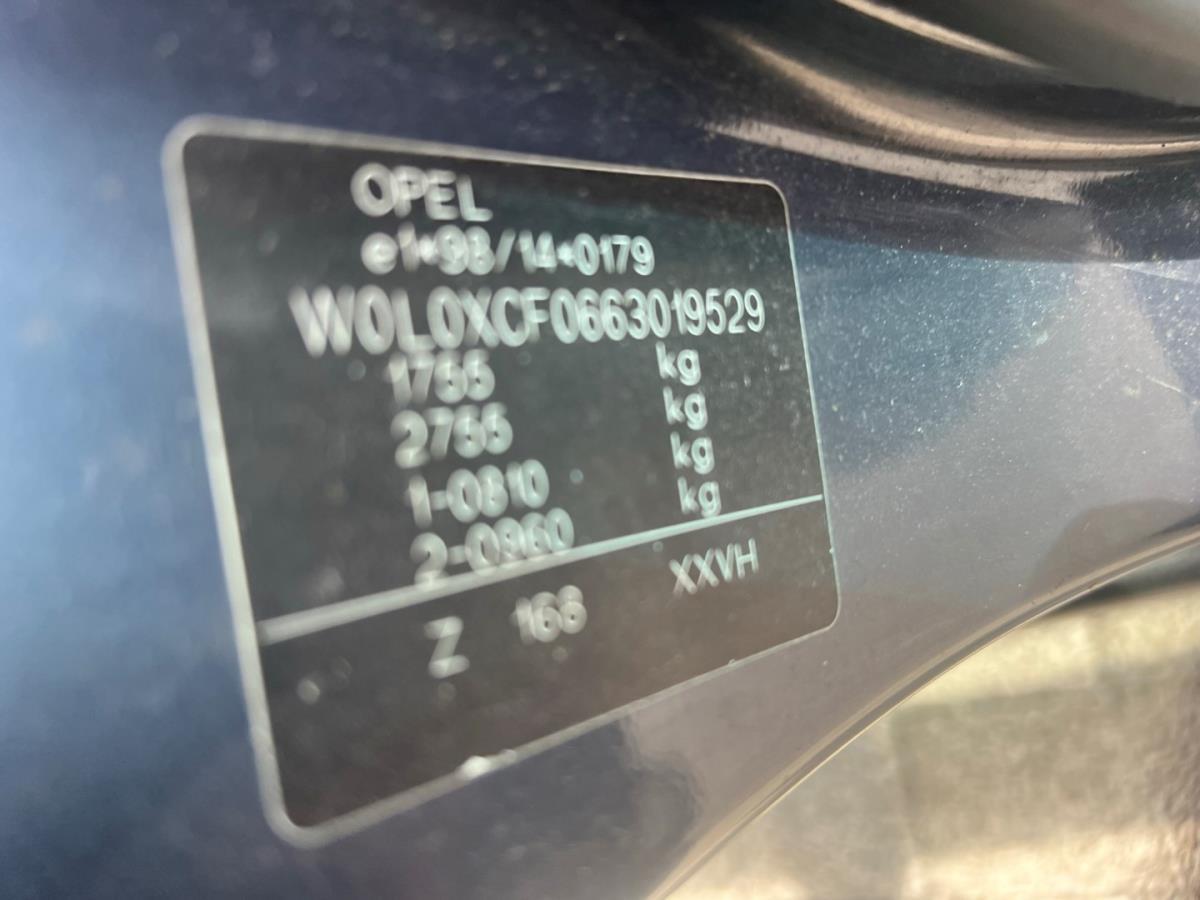 OPEL
e1*98/14*0179
W0L0XCF0663019529
1755 kg
2755 kg
1-0810 kg
2-0960 kg
Z 168 XXVH